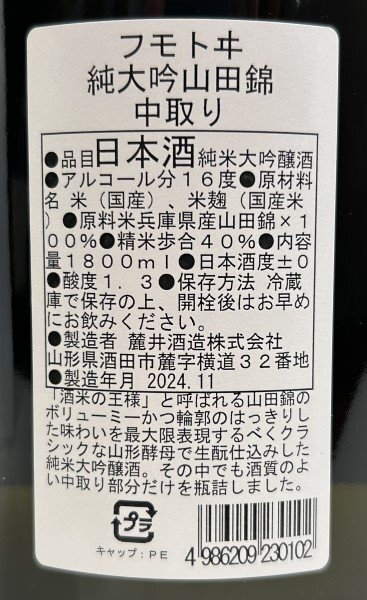 フモトヰ
純大吟山田錦
中取り
●品目日本酒純米大吟醸酒
●アルコール分16度●原材料
名 米（国産）、米麹（国産米
）●原料米兵庫県産山田錦×1
00%●精米歩合40%●内容
量1800ml●日本酒度±0
●酸度1．3●保存方法 冷蔵
庫で保存の上、開栓後はお早め
にお飲みください。
●製造者 麓井酒造株式会社
山形県酒田市麓字横道32番地
●製造年月 2024.11
「酒米の王様」と呼ばれる山田錦の
ボリューミーかつ輪郭のはっきりし
た味わいを最大限表現するべくクラ
シックな山形酵母で生酛仕込みした
純米大吟醸酒。その中でも酒質のよ
い中取り部分だけを瓶詰しました。
プラ
キャップ：PE
4 986209 230102